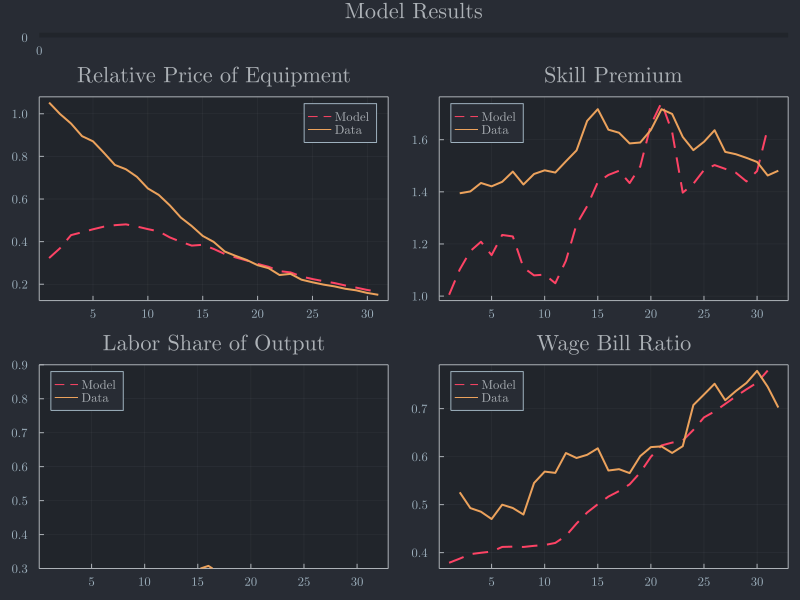 Model Results
0
0
Relative Price of Equipment
Skill Premium
1.0
0.8
0.6
0.4
0.2
Model
Data
5 10 15 20 25 30
1.6
1.4
1.2
1.0
Model
Data
5 10 15 20 25 30
Labor Share of Output
Wage Bill Ratio
0.9
0.8
0.7
0.6
0.5
0.4
0.3
Model
Data
5 10 15 20 25 30
0.7
0.6
0.5
0.4
Model
Data
5 10 15 20 25 30